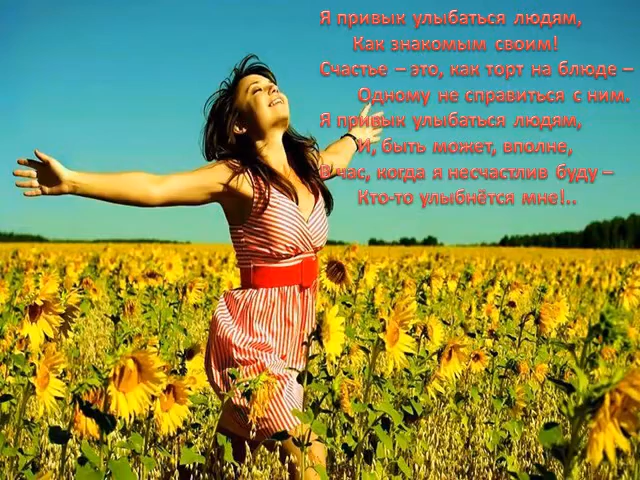 Я привык улыбаться людям,
Как знакомым своим!
Счастье – это, как торт на блюде –
Одному не справиться с ним.
Я привык улыбаться людям,
И, быть может, вполне,
В час, когда я несчастлив буду –
Кто-то улыбнётся мне!..